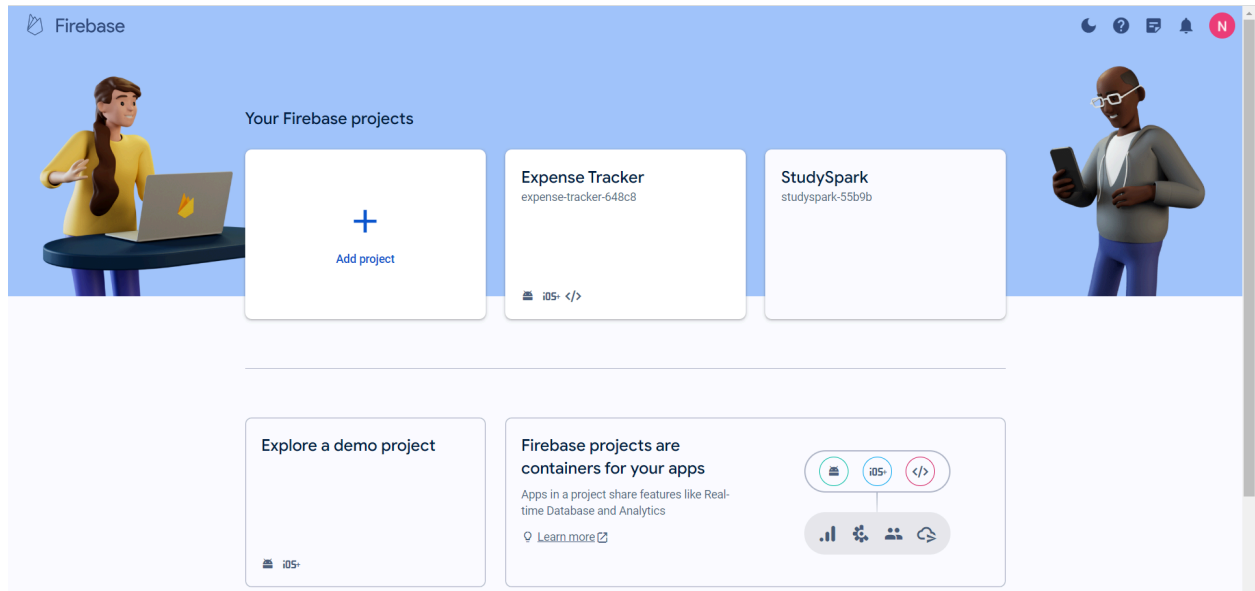 Firebase
N
Your Firebase projects
Add project
Expense Tracker
expense-tracker-648c8
iOS+ </>
StudySpark
studyspark-55b9b
Explore a demo project
iOS+
Firebase projects are
containers for your apps
Apps in a project share features like Real-
time Database and Analytics
Learn more
iOS+ </>